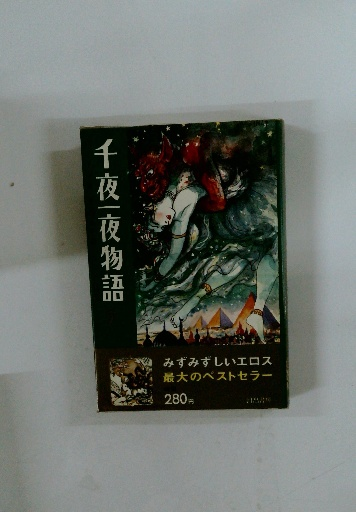 千夜一夜物語
みずみずしいエロス
最大のベストセラー
280円